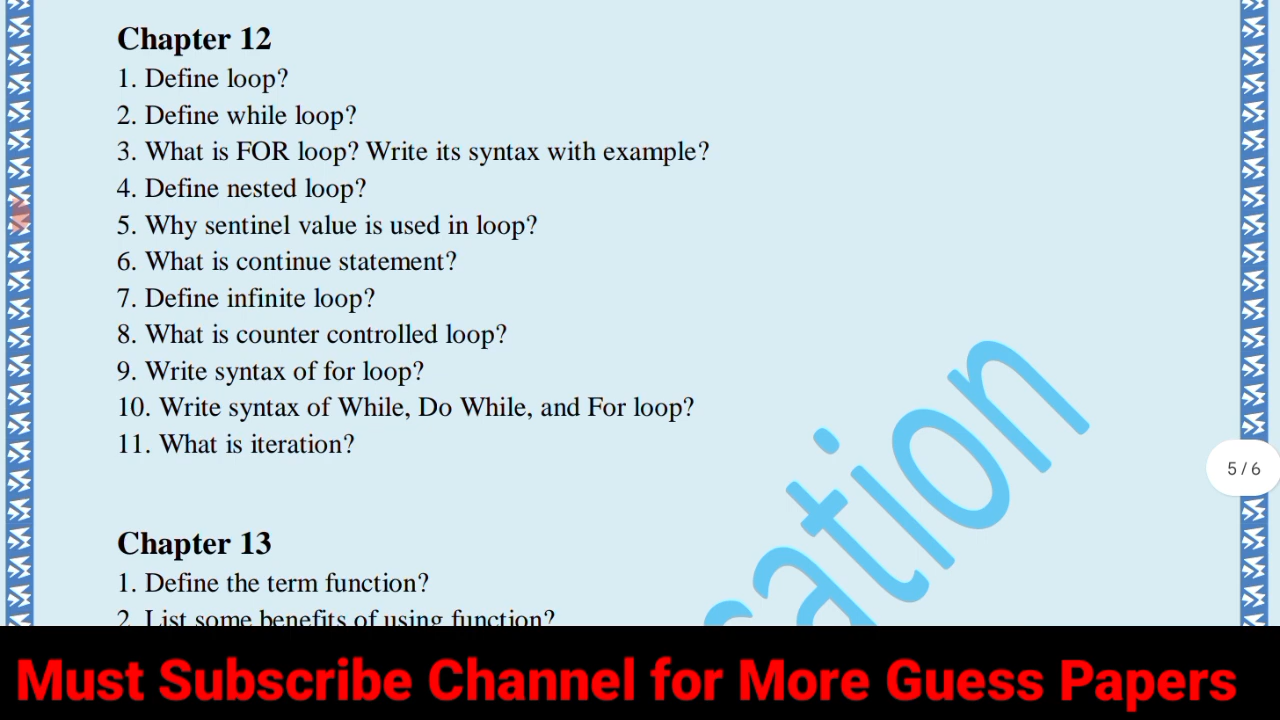 Chapter 12
1. Define loop?
2. Define while loop?
3. What is FOR loop? Write its syntax with example?
4. Define nested loop?
5. Why sentinel value is used in loop?
6. What is continue statement?
7. Define infinite loop?
8. What is counter controlled loop?
9. Write syntax of for loop?
10. Write syntax of While, Do While, and For loop?
11. What is iteration?
5 / 6
Chapter 13
1. Define the term function?
2. List some benefits of using function?
ation
Must Subscribe Channel for More Guess Papers